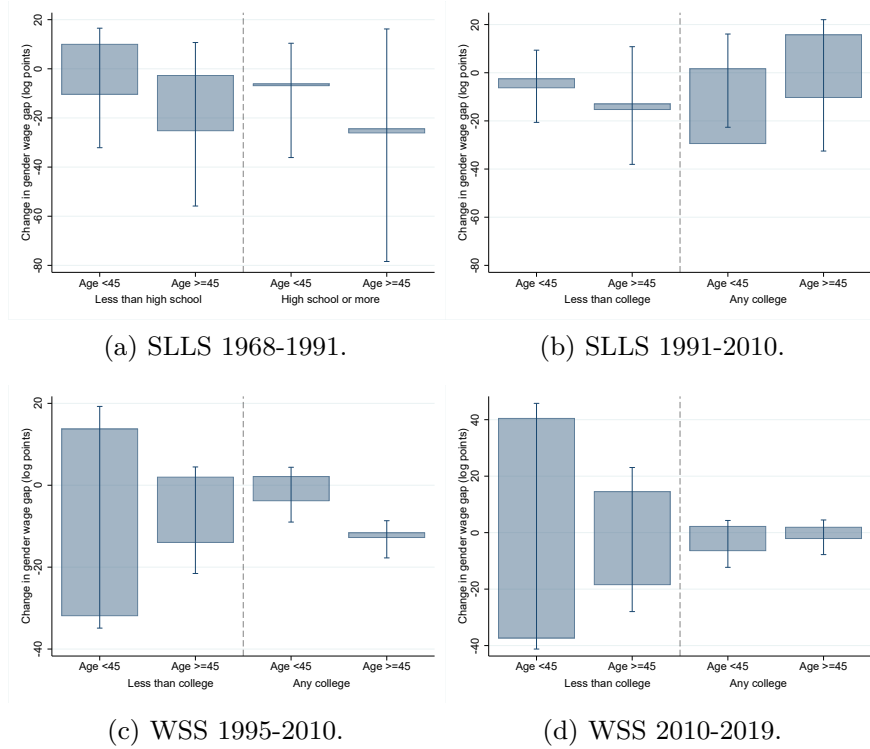 Change in gender wage gap (log points)
20
0
-20
-40
-60
-80
Age <45 Age >=45 Age <45 Age >=45
Less than high school High school or more
(a) SLLS 1968-1991.
Change in gender wage gap (log points)
20
0
-20
-40
-60
-80
Age <45 Age >=45 Age <45 Age >=45
Less than college Any college
(b) SLLS 1991-2010.
Change in gender wage gap (log points)
20
0
-20
-40
Age <45 Age >=45 Age <45 Age >=45
Less than college Any college
(c) WSS 1995-2010.
Change in gender wage gap (log points)
40
20
0
-20
-40
Age <45 Age >=45 Age <45 Age >=45
Less than college Any college
(d) WSS 2010-2019.